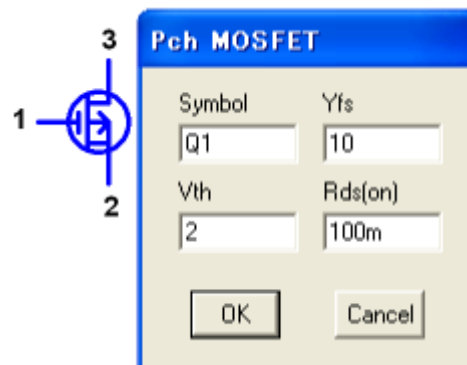 3
1
2
Pch MOSFET
Symbol Yfs
Q1 10
Vth Rds(on)
2 100m
OK Cancel